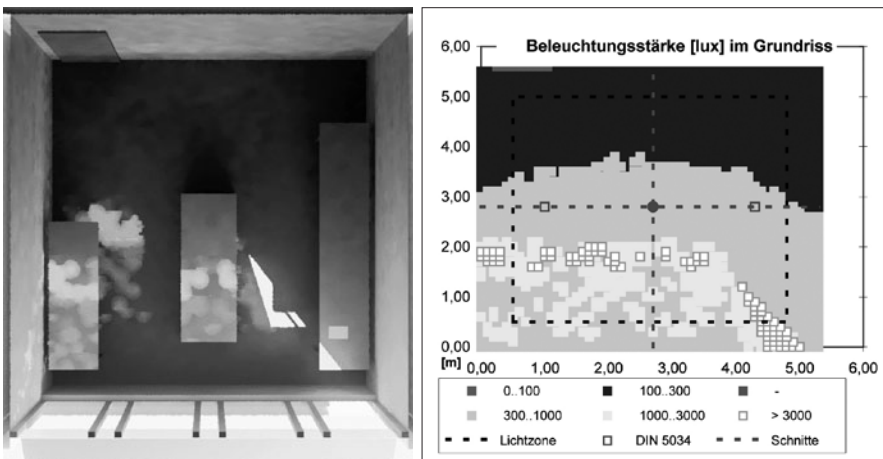 Beleuchtungsstärke [lux] im Grundriss
6,00
5,00
4,00
3,00
2,00
1,00
0,00
[m]
0,00 1,00 2,00 3,00 4,00 5,00 6,00
0..100 100..300 -
300..1000 1000..3000 > 3000
Lichtzone DIN 5034 Schnitte